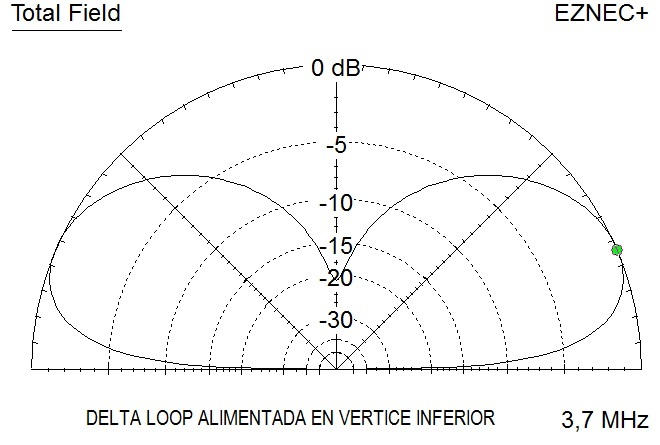 Total Field
EZNEC+
0 dB
-5
-10
-15
-20
-30
DELTA LOOP ALIMENTADA EN VERTICE INFERIOR
3,7 MHz